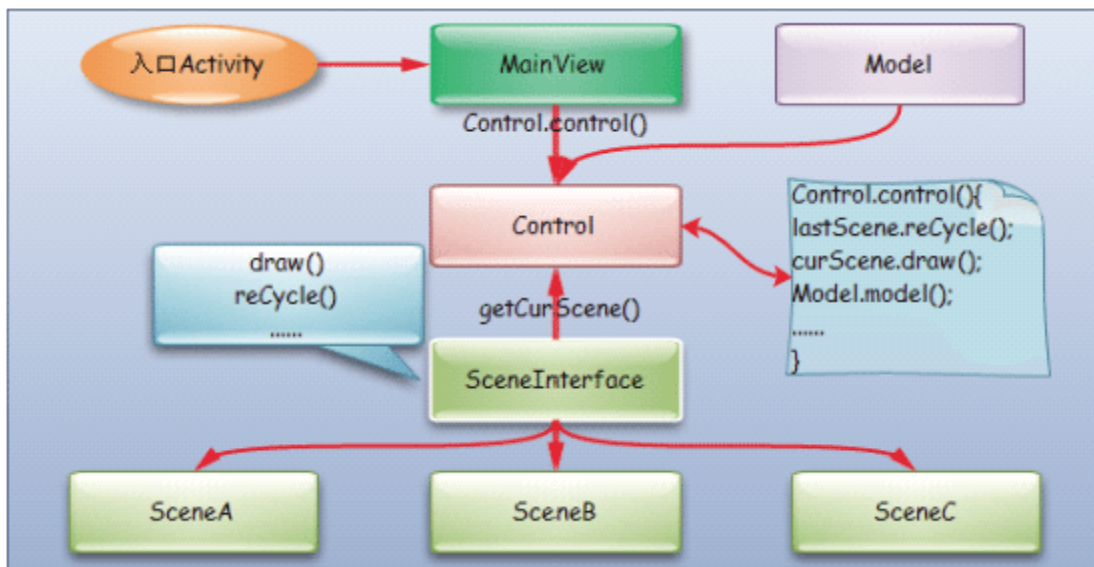 入口Activity
MainView
Model
Control.control()
Control
Control.control(){
lastScene.reCycle();
curScene.draw();
Model.model();
......
}
draw()
reCycle()
......
getCurScene()
SceneInterface
SceneA
SceneB
SceneC